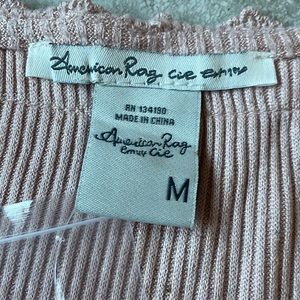 American Rag Cie
RN 134190
MADE IN CHINA
American Rag
Cie
M